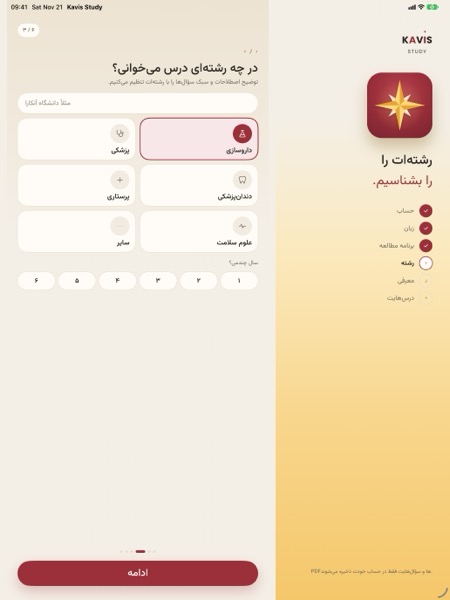 09:41 Sat Nov 21 Kavis Study
KAVIS
STUDY
رشته‌ات را
را بشناسیم.
حساب
زبان
برنامه مطالعه
رشته
معرفی
درس‌هایت
۳ / ۶
در چه رشته‌ای درس می‌خوانی؟
توضیح اصطلاحات و سبک سؤال‌ها را با رشته‌ات تنظیم می‌کنیم.
مثلاً دانشگاه آنکارا
داروسازی
پزشکی
دندان‌پزشکی
پرستاری
علوم سلامت
سایر
سال چندمی؟
۱ ۲ ۳ ۴ ۵ ۶
ادامه
PDFها و سؤال‌هایت فقط در حساب خودت ذخیره می‌شوند.